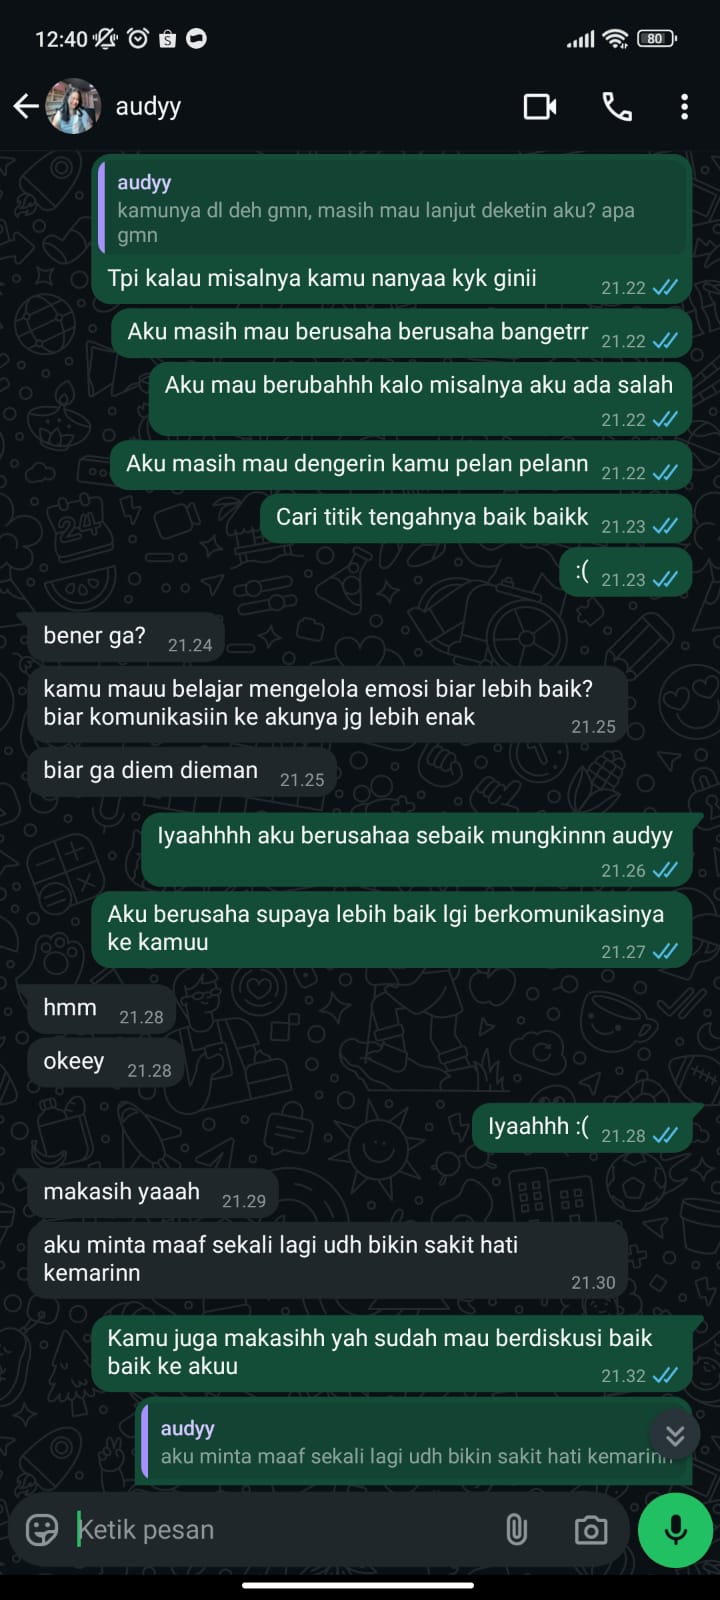 12:40
80
audyy
audyy
kamunya dl deh gmn, masih mau lanjut deketin aku? apa
gmn
Tpi kalau misalnya kamu nanyaa kyk ginii
21.22
Aku masih mau berusaha berusaha bangetrr
21.22
Aku mau berubahhh kalo misalnya aku ada salah
21.22
Aku masih mau dengerin kamu pelan pelann
21.22
Cari titik tengahnya baik baikk
21.23
:(
21.23
bener ga?
21.24
kamu mauu belajar mengelola emosi biar lebih baik?
biar komunikasiin ke akunya jg lebih enak
21.25
biar ga diem dieman
21.25
Iyaahhhh aku berusahaa sebaik mungkinnn audyy
21.26
Aku berusaha supaya lebih baik lgi berkomunikasinya
ke kamuu
21.27
hmm
21.28
okeey
21.28
Iyaahhh :(
21.28
makasih yaaah
21.29
aku minta maaf sekali lagi udh bikin sakit hati
kemarinn
21.30
Kamu juga makasihh yah sudah mau berdiskusi baik
baik ke akuu
21.32
audyy
aku minta maaf sekali lagi udh bikin sakit hati kemarinn
Ketik pesan